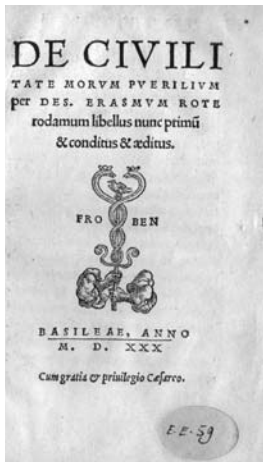 DE CIVILI
TATE MORVM PVERILIVM
per DES. ERASMVM ROTE
rodamum libellus nunc primũ
& conditus & æditus.
FRO BEN
BASILEAE, ANNO
M. D. XXX
Cum gratia & priuilegio Cæsareo.
E.E.59